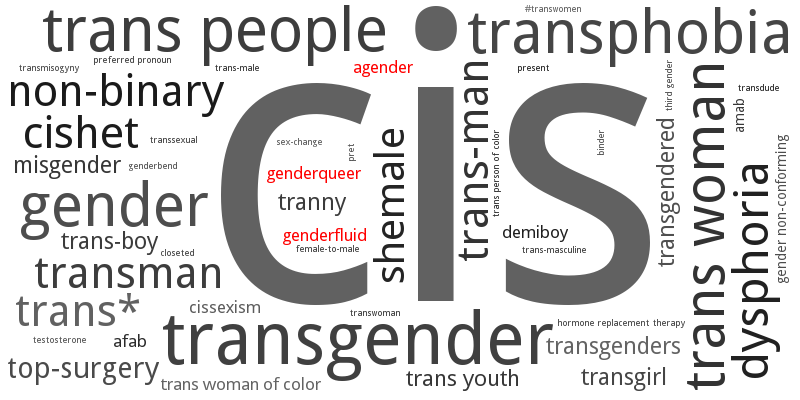 #transwomen
trans people
transphobia
preferred pronoun
transmisogyny
trans-male
agender
present
third gender
non-binary
cis
trans-man
trans woman
transdude
amab
cishet
transsexual
sex-change
pret
shemale
trans person of color
binder
transgendered
gender non-conforming
misgender
genderbend
genderqueer
dysphoria
gender
tranny
genderfluid
demiboy
trans-boy
female-to-male
trans-masculine
closeted
transman
trans*
cissexism
transwoman
hormone replacement therapy
transgender
testosterone
afab
transgenders
top-surgery
trans woman of color
trans youth
transgirl